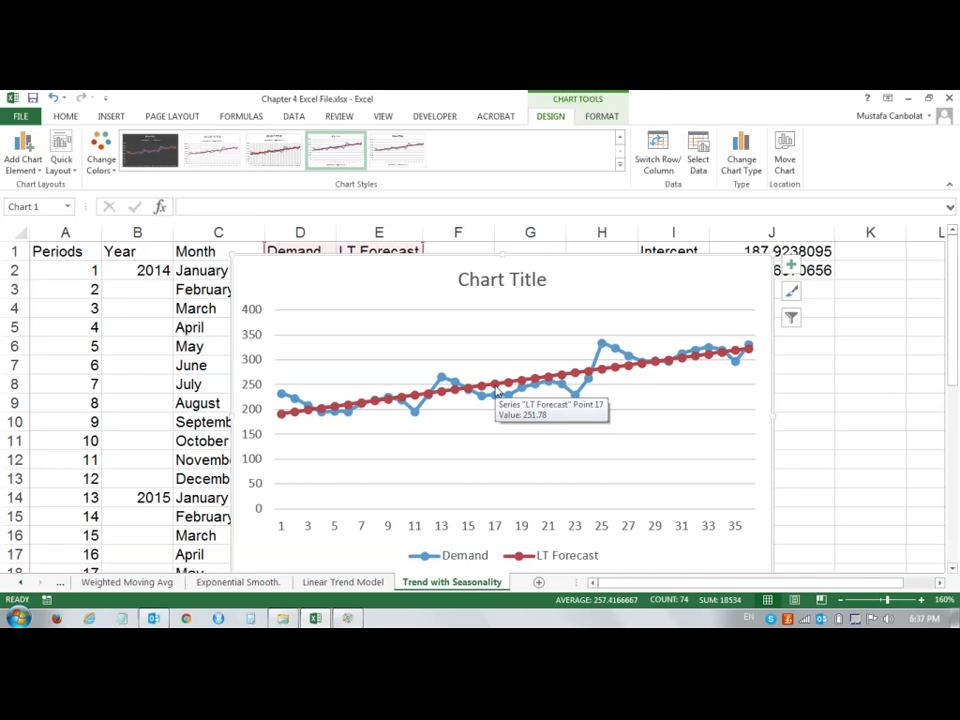 Chapter 4 Excel File.xlsx - Excel
CHART TOOLS
FILE HOME INSERT PAGE LAYOUT FORMULAS DATA REVIEW VIEW DEVELOPER ACROBAT DESIGN FORMAT
Mustafa Canbolat
Add Chart Element
Quick Layout
Change Colors
Switch Row/ Column
Select Data
Change Chart Type
Move Chart
Chart Layouts
Chart Styles
Data
Type
Location
Chart 1
fx
A B C D E F G H I J K L
1 Periods Year Month Demand LT Forecast Intercept 187.9238095
2 1 2014 January
3 2 February
4 3 March
5 4 April
6 5 May
7 6 June
8 7 July
9 8 August
10 9 Septemb
11 10 October
12 11 Novembe
13 12 Decemb
14 13 2015 January
15 14 February
16 15 March
17 16 April
18 17
Chart Title
400
350
300
250
200
150
100
50
0
1 3 5 7 9 11 13 15 17 19 21 23 25 27 29 31 33 35
Series "LT Forecast" Point 17
Value: 251.78
Demand LT Forecast
... Weighted Moving Avg Exponential Smooth. Linear Trend Model Trend with Seasonality
READY
AVERAGE: 257.4166667 COUNT: 74 SUM: 18534
160%
EN
6:37 PM